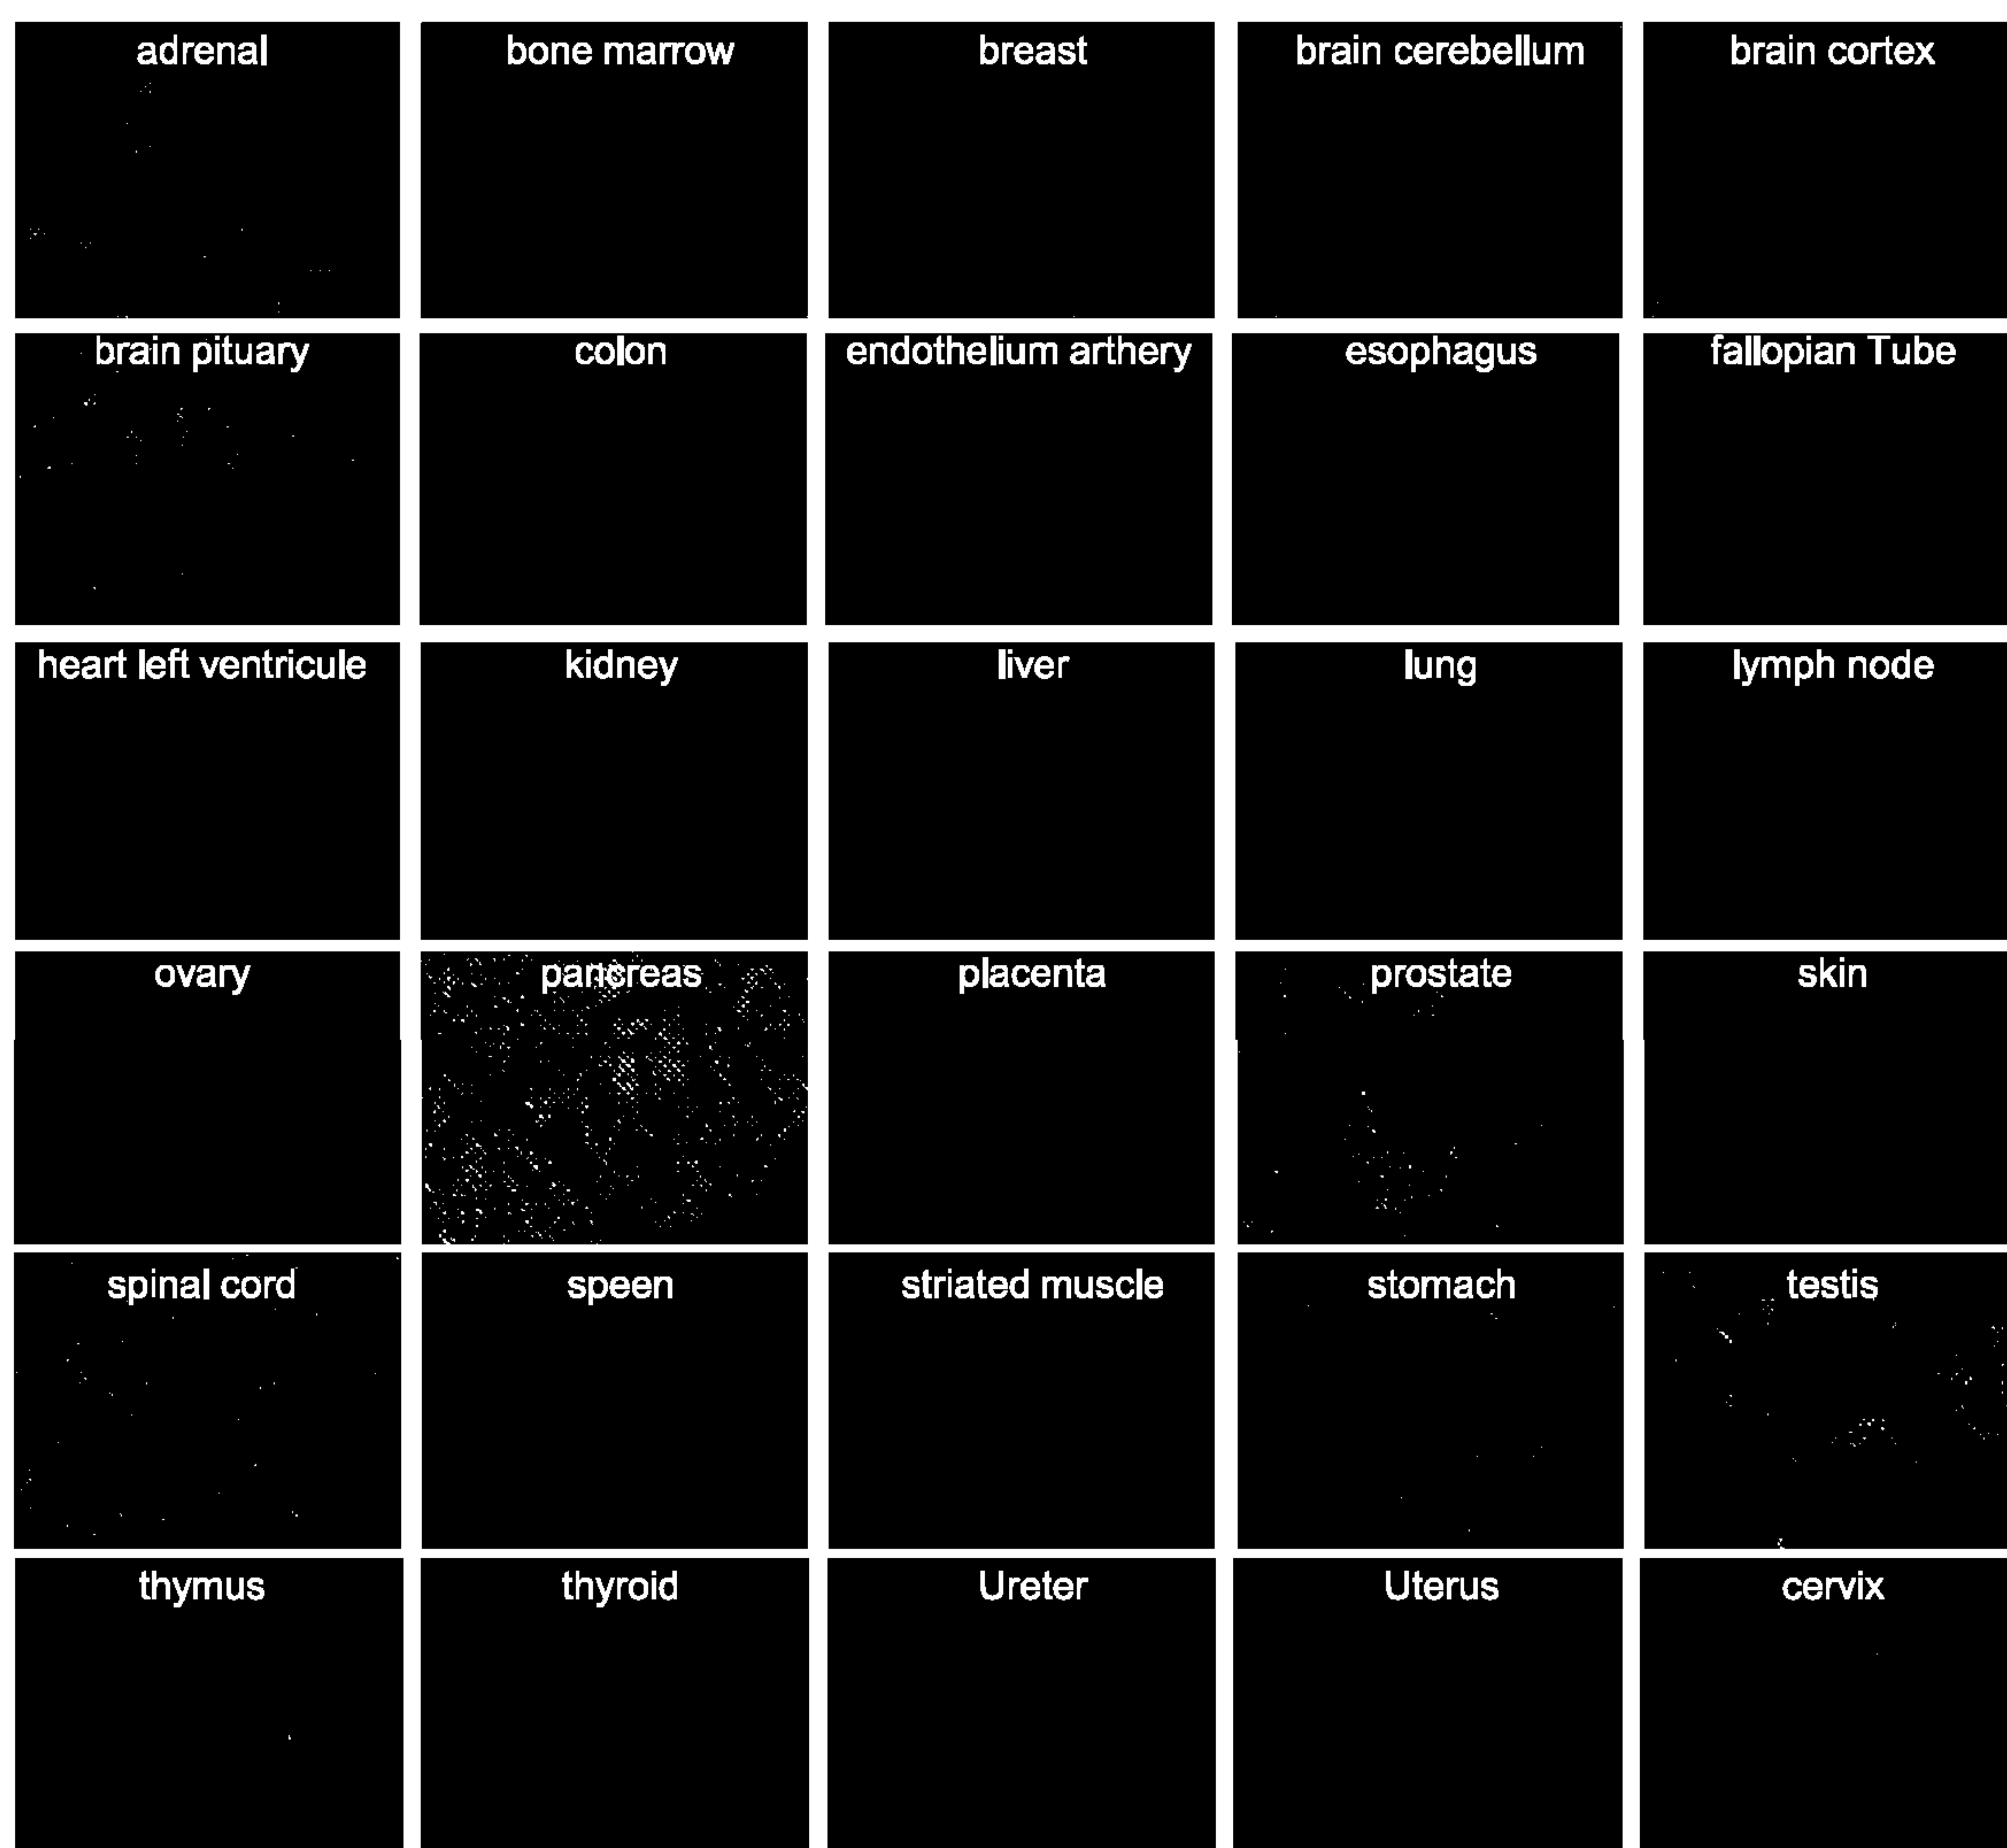 adrenal
bone marrow
breast
brain cerebellum
brain cortex
brain pituary
colon
endothelium arthery
esophagus
fallopian Tube
heart left ventricule
kidney
liver
lung
lymph node
ovary
pancreas
placenta
prostate
skin
spinal cord
speen
striated muscle
stomach
testis
thymus
thyroid
Ureter
Uterus
cervix